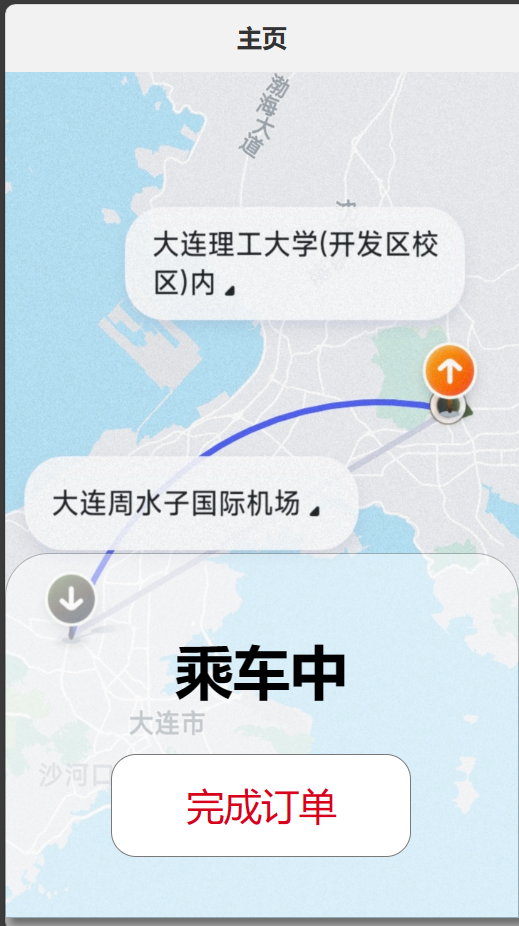 主页
渤海大道
大连理工大学(开发区校
区)内
大连周水子国际机场
乘车中
大连市
沙河口
完成订单